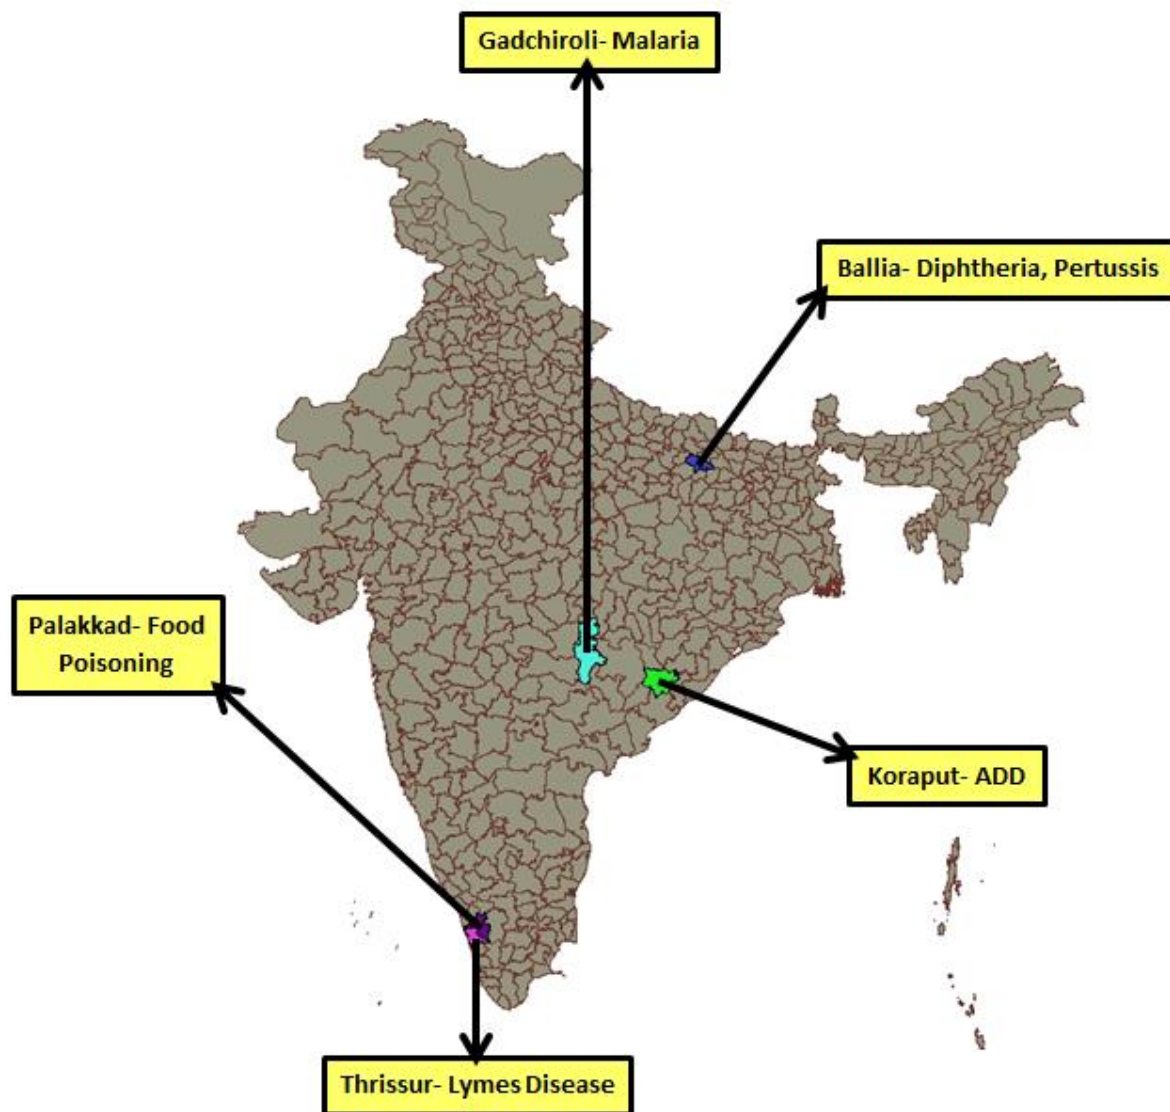 Gadchiroli- Malaria
Ballia- Diphtheria, Pertussis
Palakkad- Food
Poisoning
Koraput- ADD
Thrissur- Lymes Disease